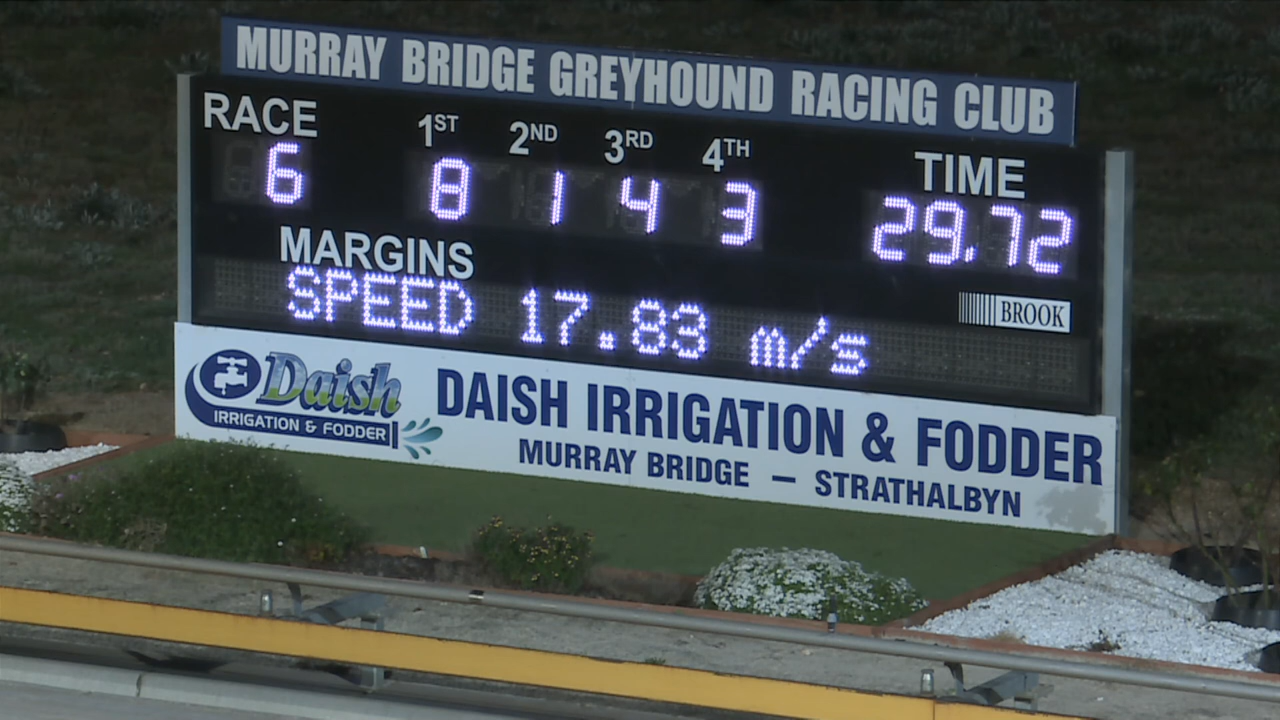 MURRAY BRIDGE GREYHOUND RACING CLUB
RACE 1ST 2ND 3RD 4TH TIME
6 8 1 4 3 29.72
MARGINS
SPEED 17.83 m/s
BROOK
Daish
IRRIGATION & FODDER
DAISH IRRIGATION & FODDER
MURRAY BRIDGE — STRATHALBYN